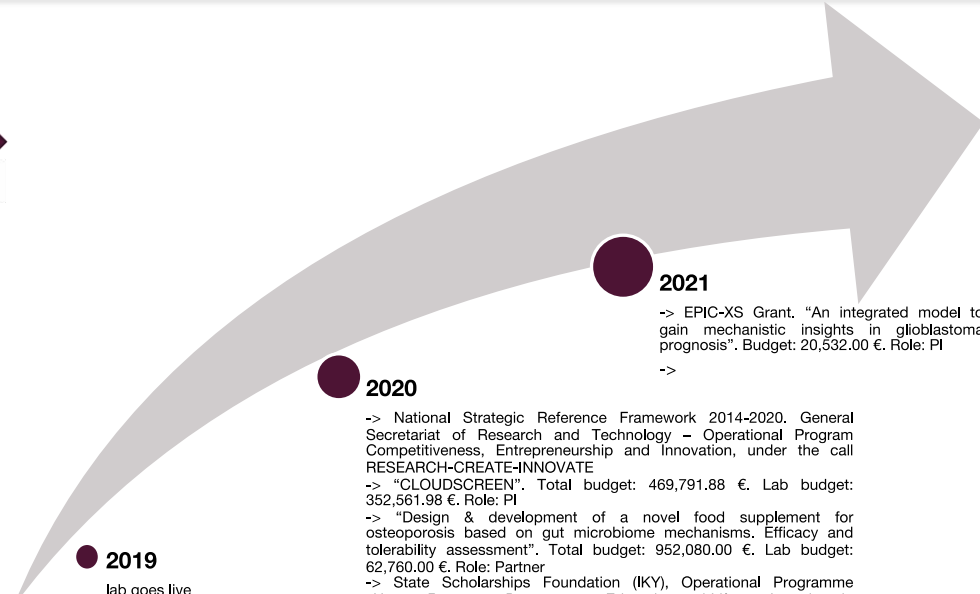 2021
-> EPIC-XS Grant. “An integrated model to
gain mechanistic insights in glioblastoma
prognosis”. Budget: 20,532.00 €. Role: PI
->
2020
-> National Strategic Reference Framework 2014-2020. General
Secretariat of Research and Technology – Operational Program
Competitiveness, Entrepreneurship and Innovation, under the call
RESEARCH-CREATE-INNOVATE
-> “CLOUDSCREEN”. Total budget: 469,791.88 €. Lab budget:
352,561.98 €. Role: PI
-> “Design & development of a novel food supplement for
osteoporosis based on gut microbiome mechanisms. Efficacy and
tolerability assessment”. Total budget: 952,080.00 €. Lab budget:
62,760.00 €. Role: Partner
-> State Scholarships Foundation (IKY), Operational Programme
2019
lab goes live